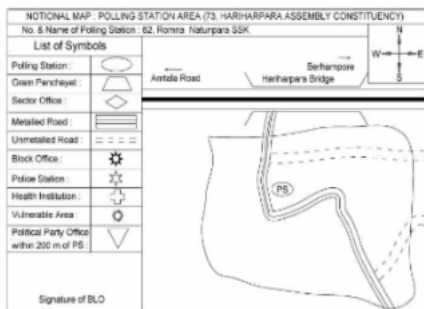 NOTIONAL MAP : POLLING STATION AREA (73, HARIHARPARA ASSEMBLY CONSTITUENCY)
No. & Name of Polling Station : 62, Romna Naturpara SSK
List of Symbols
Polling Station :
Gram Panchayet :
Sector Office :
Metalled Road :
Unmetalled Road :
Block Office :
Police Station :
Health Institution :
Vulnerable Area :
Political Party Office
within 200 m of PS :
Signature of BLO
Amtala Road
Berhampore
Hariharpara Bridge
N
W
E
S
PS